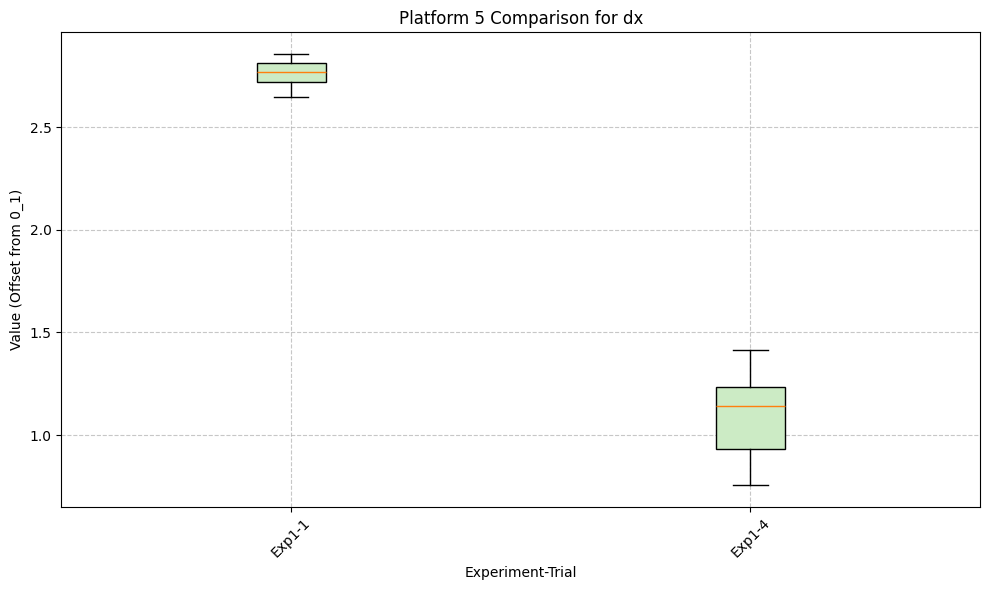 Platform 5 Comparison for dx
Value (Offset from 0_1)
2.5
2.0
1.5
1.0
Exp1-1
Exp1-4
Experiment-Trial